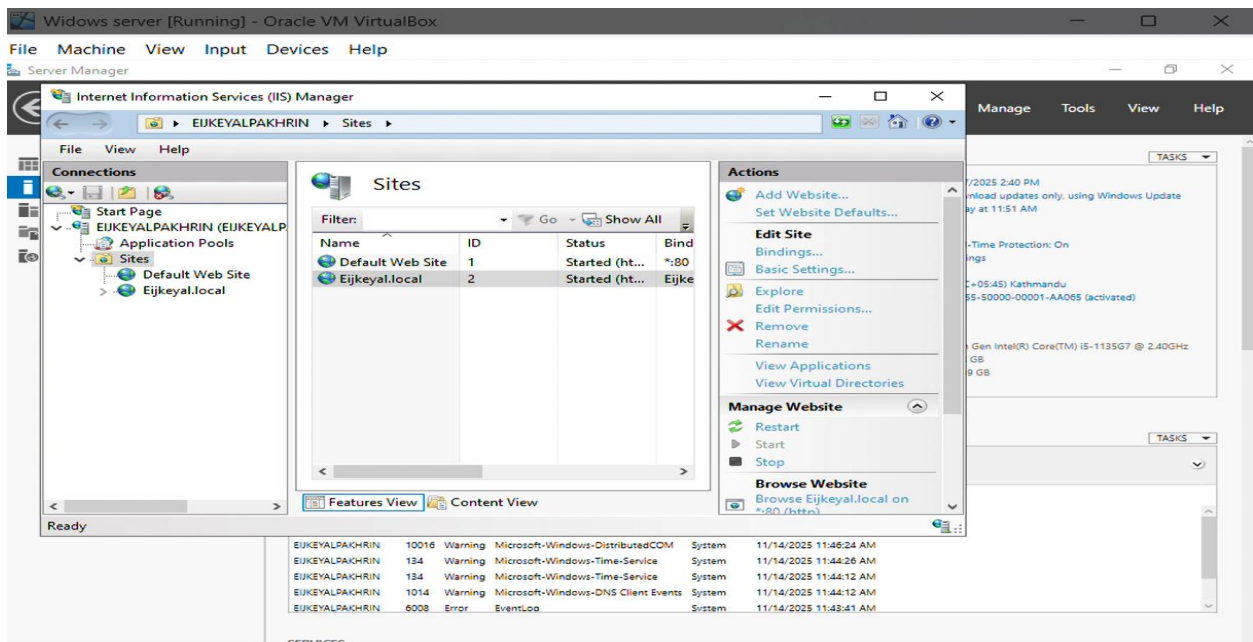 Widows server [Running] - Oracle VM VirtualBox
File Machine View Input Devices Help
Server Manager
Manage Tools View Help
Internet Information Services (IIS) Manager
EIJKEYALPAKHRIN Sites
File View Help
Connections
Start Page
EIJKEYALPAKHRIN (EIJKEYALP
Application Pools
Sites
Default Web Site
Eijkeyal.local
Sites
Filter: Go Show All
Name ID Status Bind
Default Web Site 1 Started (ht... *:80
Eijkeyal.local 2 Started (ht... Eijke
Features View Content View
Actions
Add Website...
Set Website Defaults...
Edit Site
Bindings...
Basic Settings...
Explore
Edit Permissions...
Remove
Rename
View Applications
View Virtual Directories
Manage Website
Restart
Start
Stop
Browse Website
Browse Eijkeyal.local on
*:80 (http)
Ready
TASKS
/2025 2:40 PM
wnload updates only, using Windows Update
ay at 11:51 AM
-Time Protection: On
ings
C+05:45) Kathmandu
55-50000-00001-AA065 (activated)
Gen Intel(R) Core(TM) i5-1135G7 @ 2.40GHz
GB
9 GB
TASKS
EIJKEYALPAKHRIN 10016 Warning Microsoft-Windows-DistributedCOM System 11/14/2025 11:46:24 AM
EIJKEYALPAKHRIN 134 Warning Microsoft-Windows-Time-Service System 11/14/2025 11:44:26 AM
EIJKEYALPAKHRIN 134 Warning Microsoft-Windows-Time-Service System 11/14/2025 11:44:12 AM
EIJKEYALPAKHRIN 1014 Warning Microsoft-Windows-DNS Client Events System 11/14/2025 11:44:12 AM
EIJKEYALPAKHRIN 6008 Error EventLog System 11/14/2025 11:43:41 AM
SERVICES